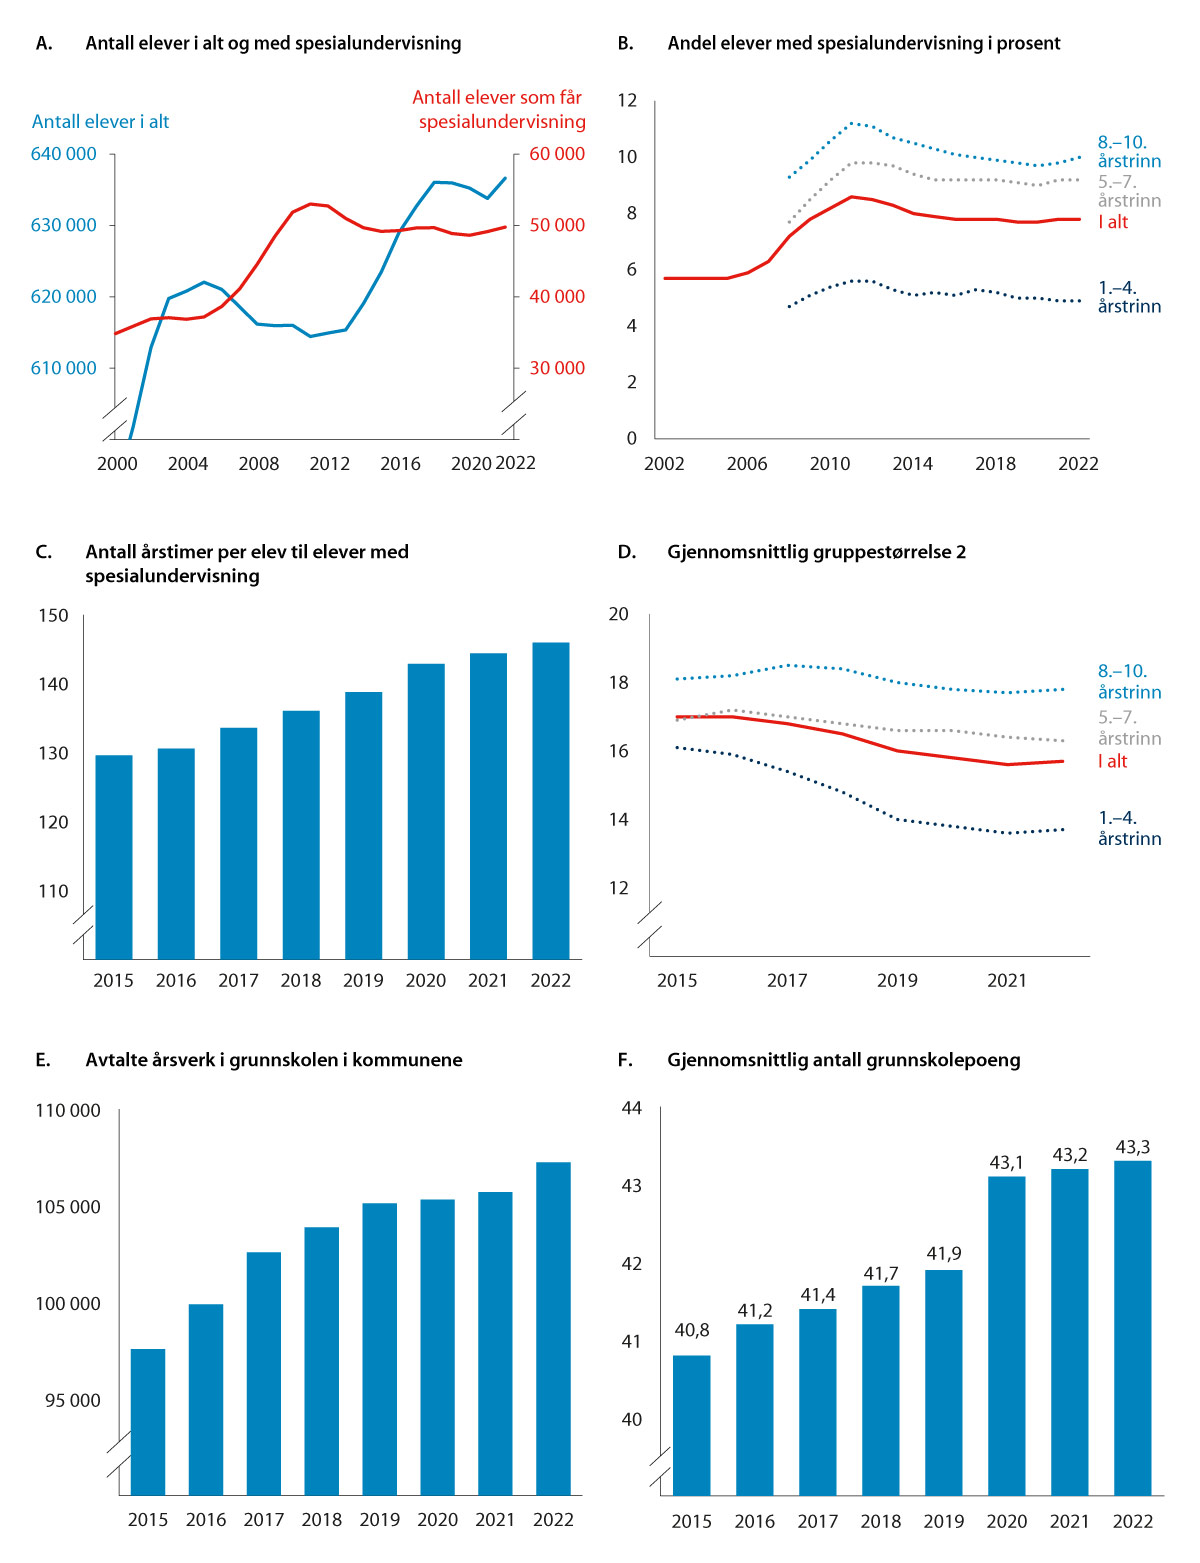 A. Antall elever i alt og med spesialundervisning
Antall elever i alt
Antall elever som får
spesialundervisning
640 000
630 000
620 000
610 000
60 000
50 000
40 000
30 000
2000 2004 2008 2012 2016 2020 2022
B. Andel elever med spesialundervisning i prosent
12
10
8
6
4
2
0
8.–10.
årstrinn
5.–7.
årstrinn
I alt
1.–4.
årstrinn
2002 2006 2010 2014 2018 2022
C. Antall årstimer per elev til elever med
spesialundervisning
150
140
130
120
110
2015 2016 2017 2018 2019 2020 2021 2022
D. Gjennomsnittlig gruppestørrelse 2
20
18
16
14
12
8.–10.
årstrinn
5.–7.
årstrinn
I alt
1.–4.
årstrinn
2015 2017 2019 2021
E. Avtalte årsverk i grunnskolen i kommunene
110 000
105 000
100 000
95 000
2015 2016 2017 2018 2019 2020 2021 2022
F. Gjennomsnittlig antall grunnskolepoeng
44
43
42
41
40
40,8 41,2 41,4 41,7 41,9 43,1 43,2 43,3
2015 2016 2017 2018 2019 2020 2021 2022